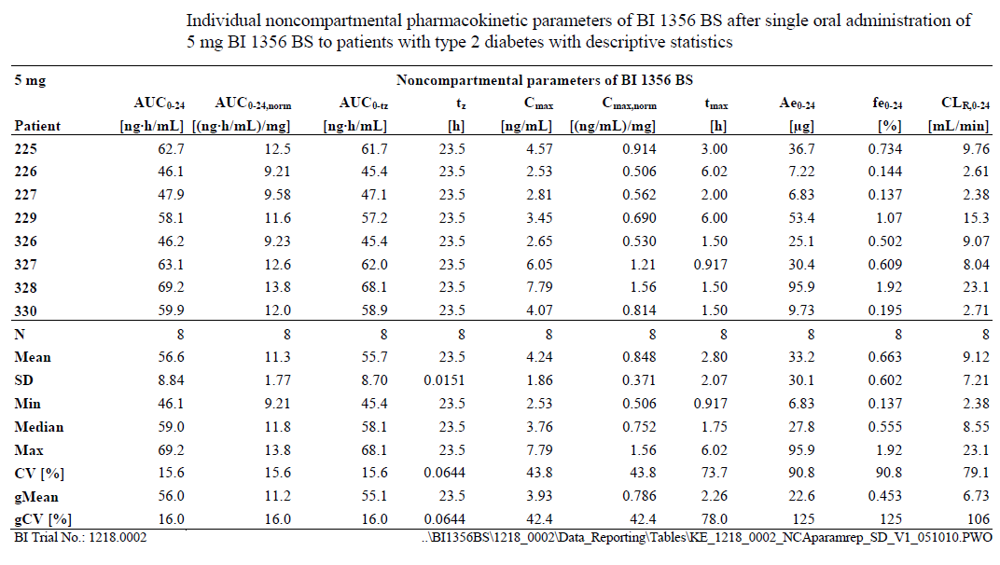 Individual noncompartmental pharmacokinetic parameters of BI 1356 BS after single oral administration of
5 mg BI 1356 BS to patients with type 2 diabetes with descriptive statistics
5 mg Noncompartmental parameters of BI 1356 BS
AUC0-24 AUC0-24,norm AUC0-tz tz Cmax Cmax,norm tmax Ae0-24 fe0-24 CLR,0-24
Patient [ng·h/mL] [(ng·h/mL)/mg] [ng·h/mL] [h] [ng/mL] [(ng/mL)/mg] [h] [µg] [%] [mL/min]
225 62.7 12.5 61.7 23.5 4.57 0.914 3.00 36.7 0.734 9.76
226 46.1 9.21 45.4 23.5 2.53 0.506 6.02 7.22 0.144 2.61
227 47.9 9.58 47.1 23.5 2.81 0.562 2.00 6.83 0.137 2.38
229 58.1 11.6 57.2 23.5 3.45 0.690 6.00 53.4 1.07 15.3
326 46.2 9.23 45.4 23.5 2.65 0.530 1.50 25.1 0.502 9.07
327 63.1 12.6 62.0 23.5 6.05 1.21 0.917 30.4 0.609 8.04
328 69.2 13.8 68.1 23.5 7.79 1.56 1.50 95.9 1.92 23.1
330 59.9 12.0 58.9 23.5 4.07 0.814 1.50 9.73 0.195 2.71
N 8 8 8 8 8 8 8 8 8 8
Mean 56.6 11.3 55.7 23.5 4.24 0.848 2.80 33.2 0.663 9.12
SD 8.84 1.77 8.70 0.0151 1.86 0.371 2.07 30.1 0.602 7.21
Min 46.1 9.21 45.4 23.5 2.53 0.506 0.917 6.83 0.137 2.38
Median 59.0 11.8 58.1 23.5 3.76 0.752 1.75 27.8 0.555 8.55
Max 69.2 13.8 68.1 23.5 7.79 1.56 6.02 95.9 1.92 23.1
CV [%] 15.6 15.6 15.6 0.0644 43.8 43.8 73.7 90.8 90.8 79.1
gMean 56.0 11.2 55.1 23.5 3.93 0.786 2.26 22.6 0.453 6.73
gCV [%] 16.0 16.0 16.0 0.0644 42.4 42.4 78.0 125 125 106
BI Trial No.: 1218.0002 ..\BI1356BS\1218_0002\Data_Reporting\Tables\KE_1218_0002_NCAparamrep_SD_V1_051010.PWO